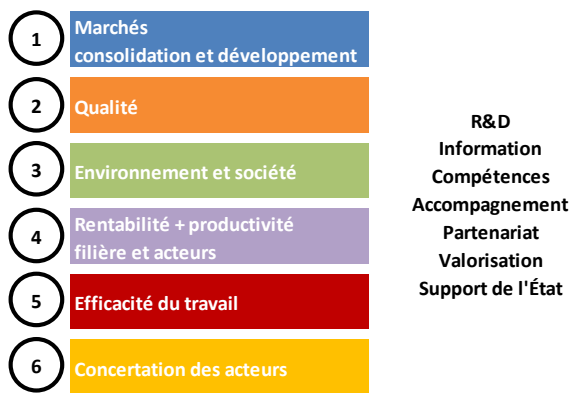 1
Marchés
consolidation et développement
2
Qualité
3
Environnement et société
4
Rentabilité + productivité
filière et acteurs
5
Efficacité du travail
6
Concertation des acteurs
R&D
Information
Compétences
Accompagnement
Partenariat
Valorisation
Support de l'État